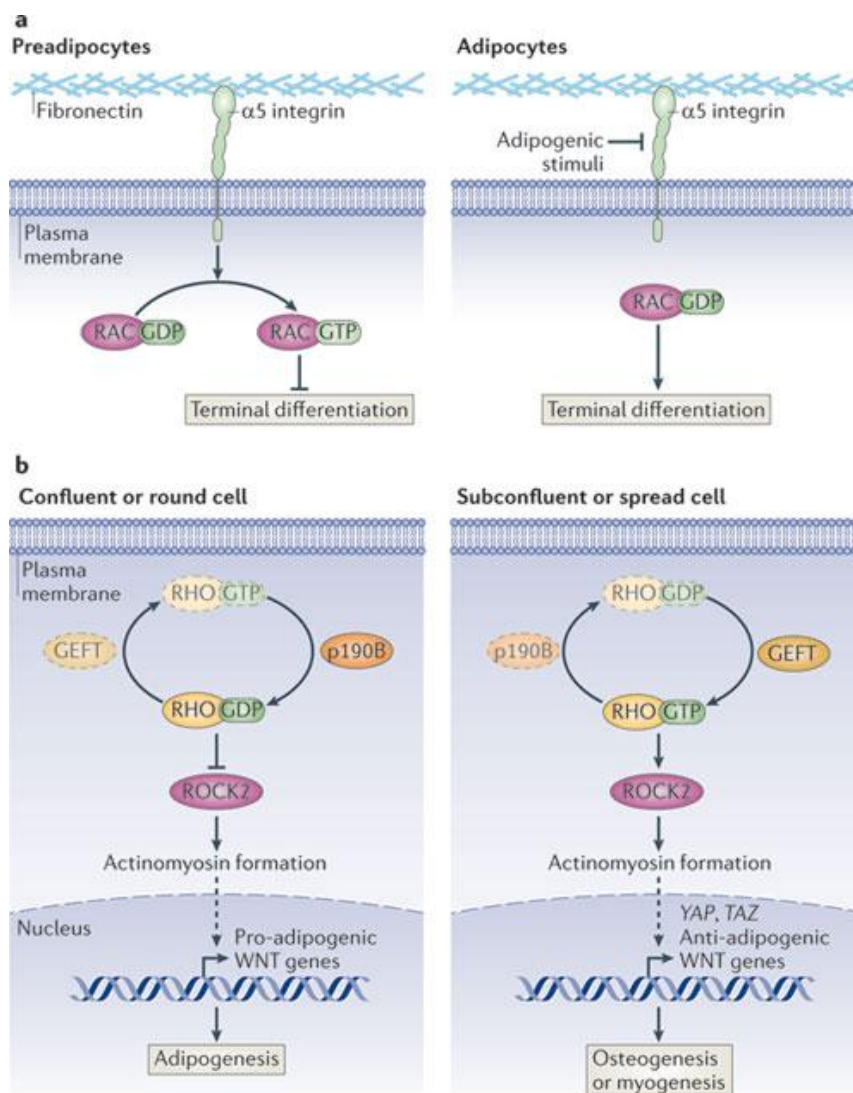 a
Preadipocytes
Fibronectin
α5 integrin
Plasma
membrane
RAC GDP
RAC GTP
Terminal differentiation
Adipocytes
α5 integrin
Adipogenic
stimuli
RAC GDP
Terminal differentiation
b
Confluent or round cell
Plasma
membrane
RHO GTP
GEFT
p190B
RHO GDP
ROCK2
Actinomyosin formation
Nucleus
Pro-adipogenic
WNT genes
Adipogenesis
Subconfluent or spread cell
RHO GDP
p190B
GEFT
RHO GTP
ROCK2
Actinomyosin formation
YAP, TAZ
Anti-adipogenic
WNT genes
Osteogenesis
or myogenesis